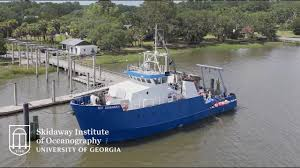 Skidaway Institute
of Oceanography
UNIVERSITY OF GEORGIA